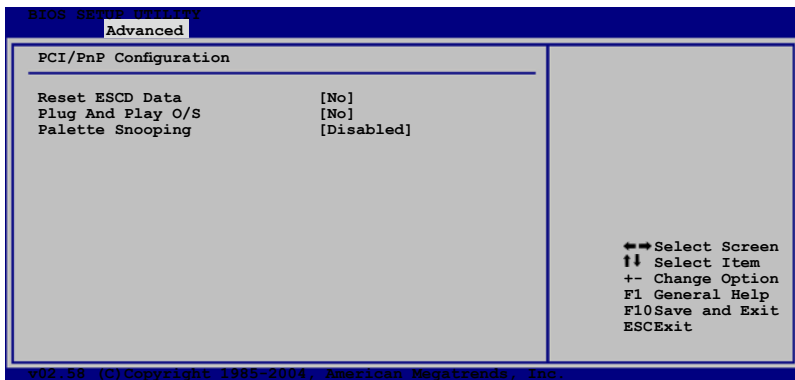 BIOS SETUP UTILITY
Advanced
PCI/PnP Configuration
Reset ESCD Data [No]
Plug And Play O/S [No]
Palette Snooping [Disabled]
←→Select Screen
↑↓ Select Item
+- Change Option
F1 General Help
F10Save and Exit
ESCExit
v02.58 (C)Copyright 1985-2004, American Megatrends, Inc.